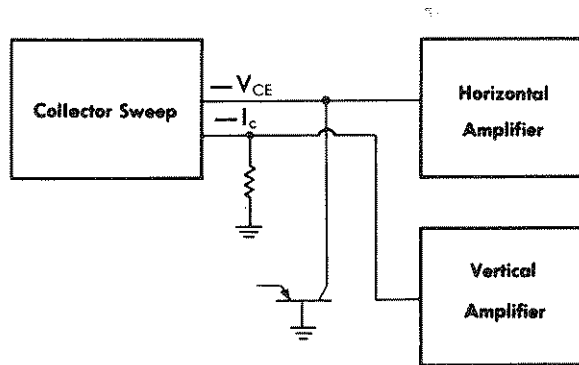 Collector Sweep
— V_CE
— I_c
Horizontal
Amplifier
Vertical
Amplifier